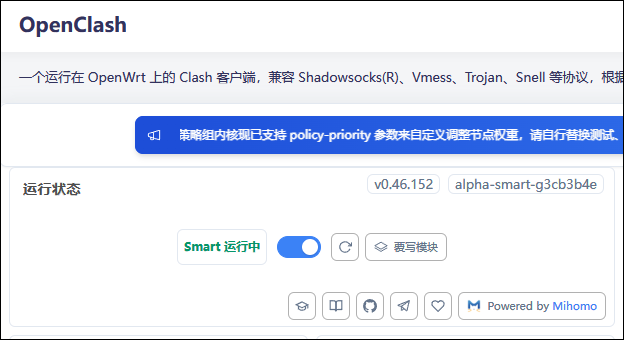 OpenClash
一个运行在 OpenWrt 上的 Clash 客户端，兼容 Shadowsocks(R)、Vmess、Trojan、Snell 等协议，根据
策略组内核现已支持 policy-priority 参数来自定义调整节点权重，请自行替换测试、
运行状态
v0.46.152
alpha-smart-g3cb3b4e
Smart 运行中
覆写模块
Powered by Mihomo